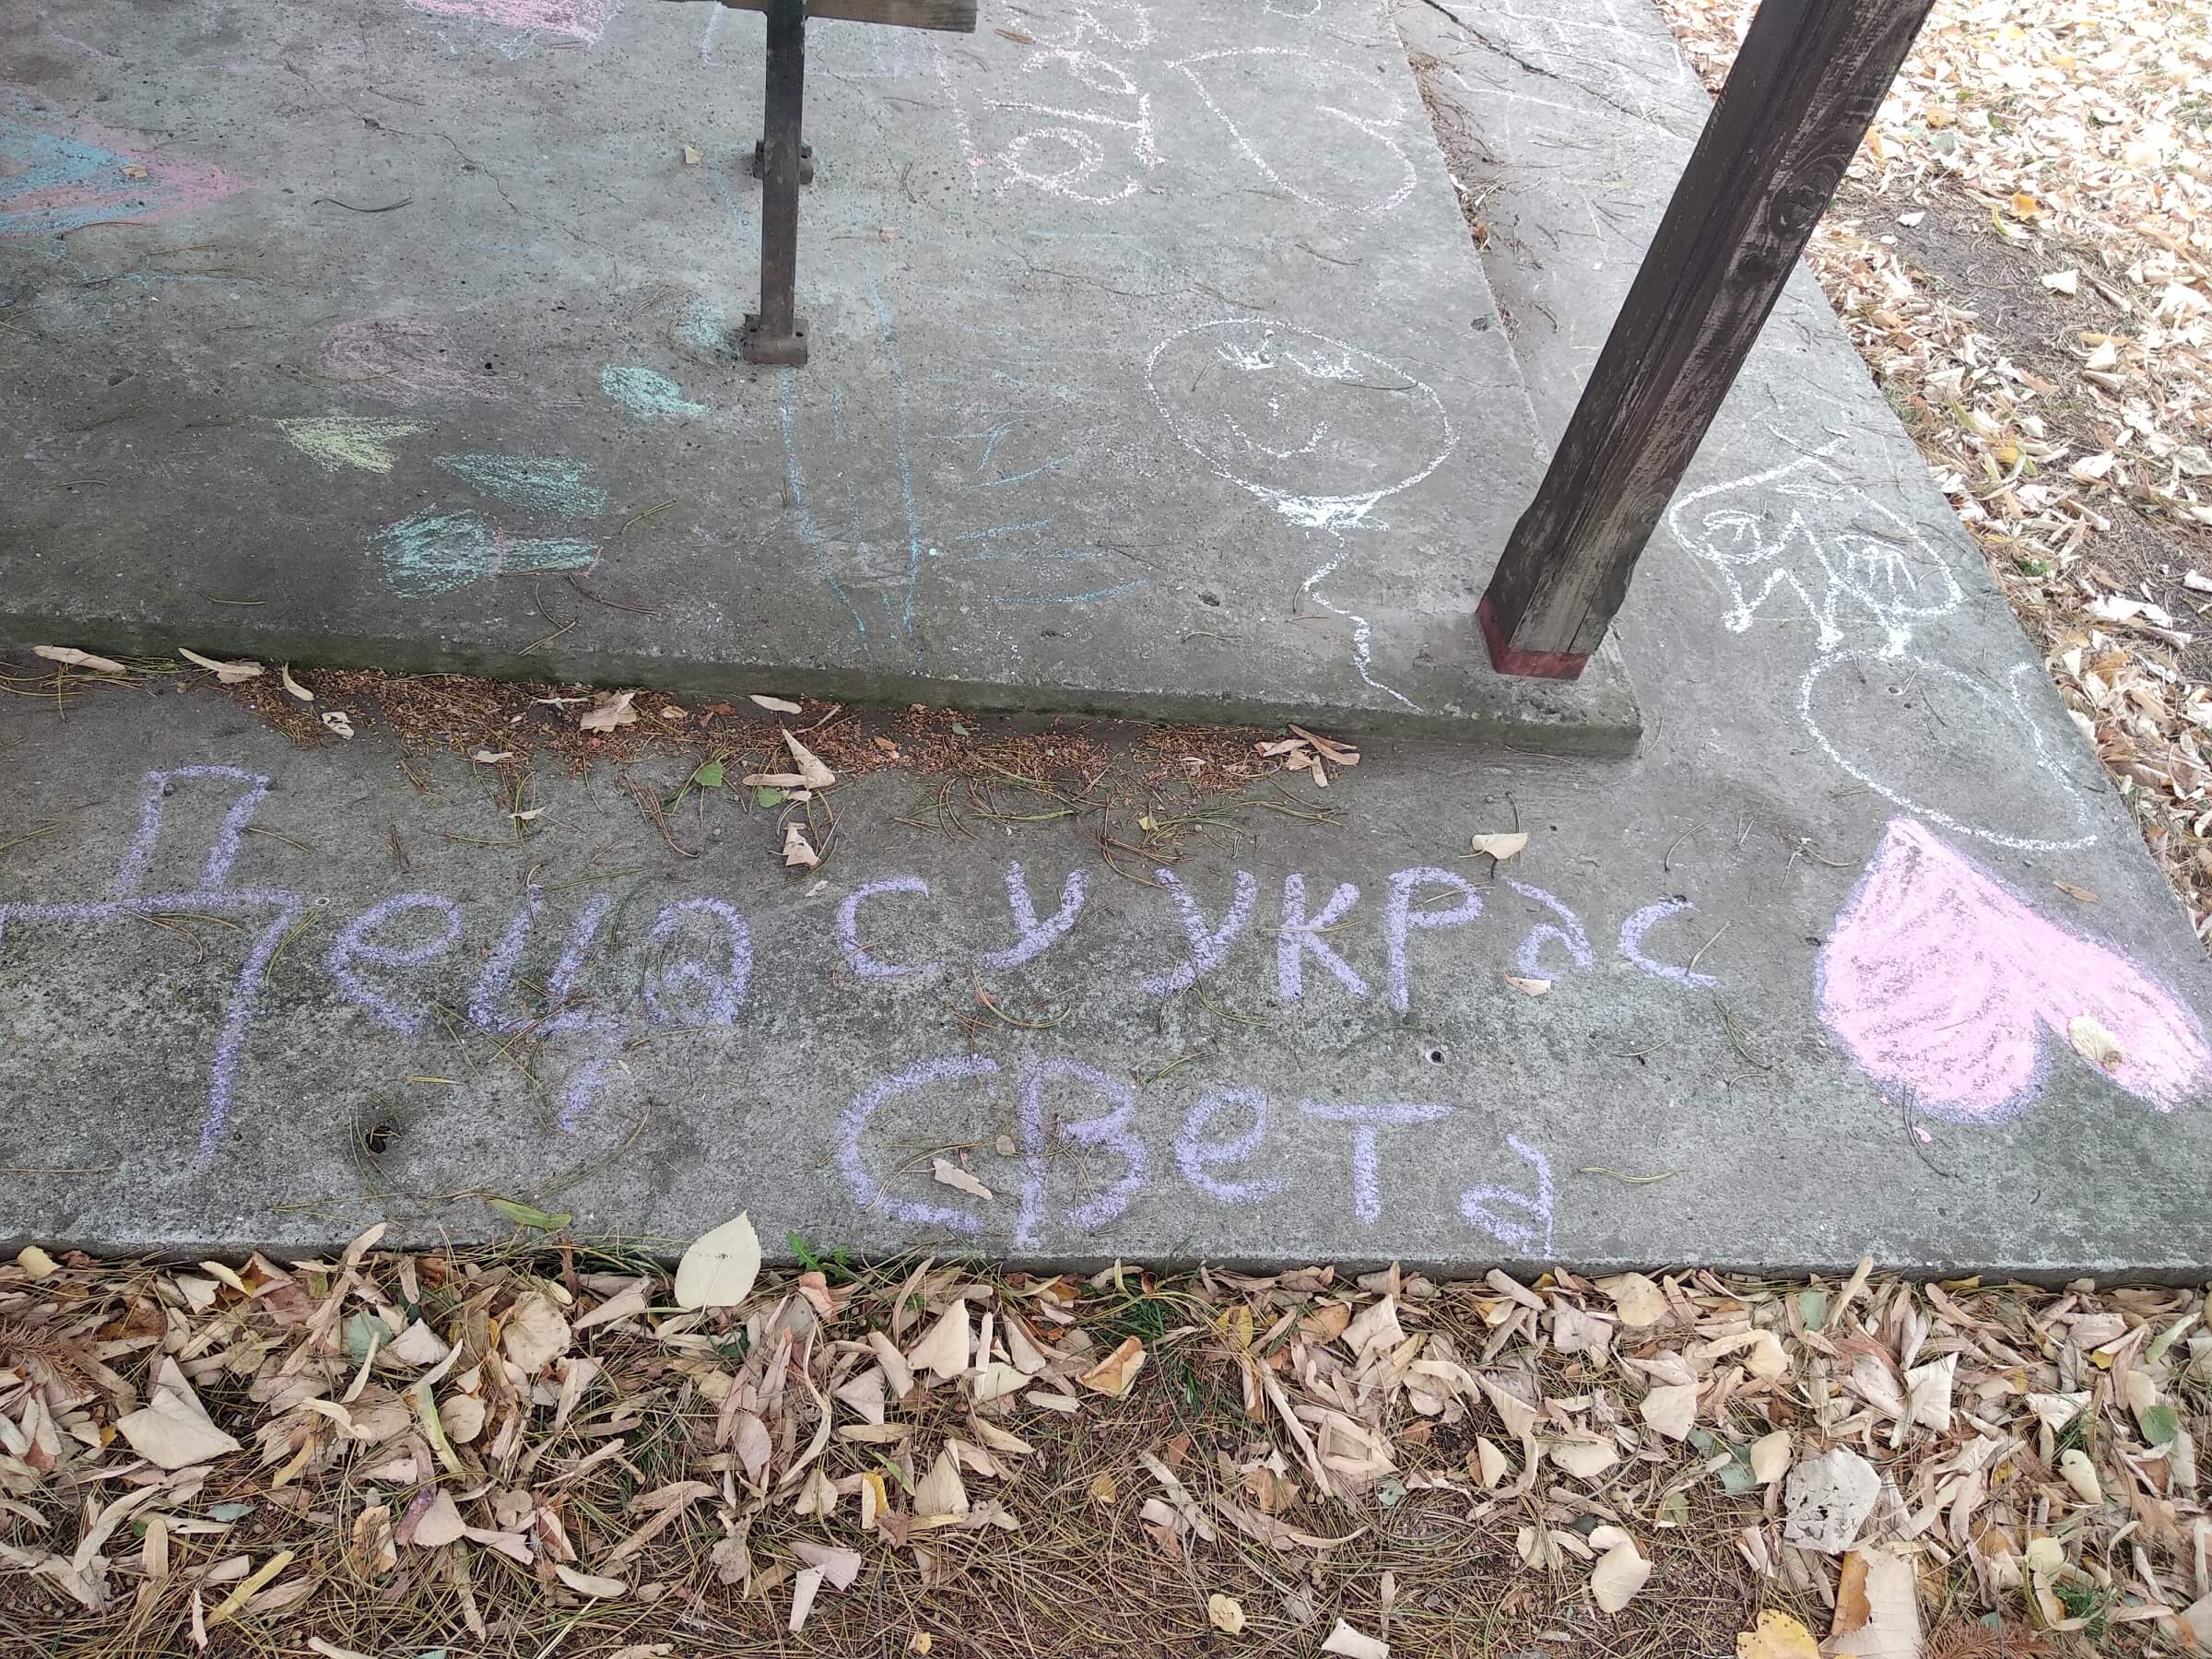 Деца су украс
света